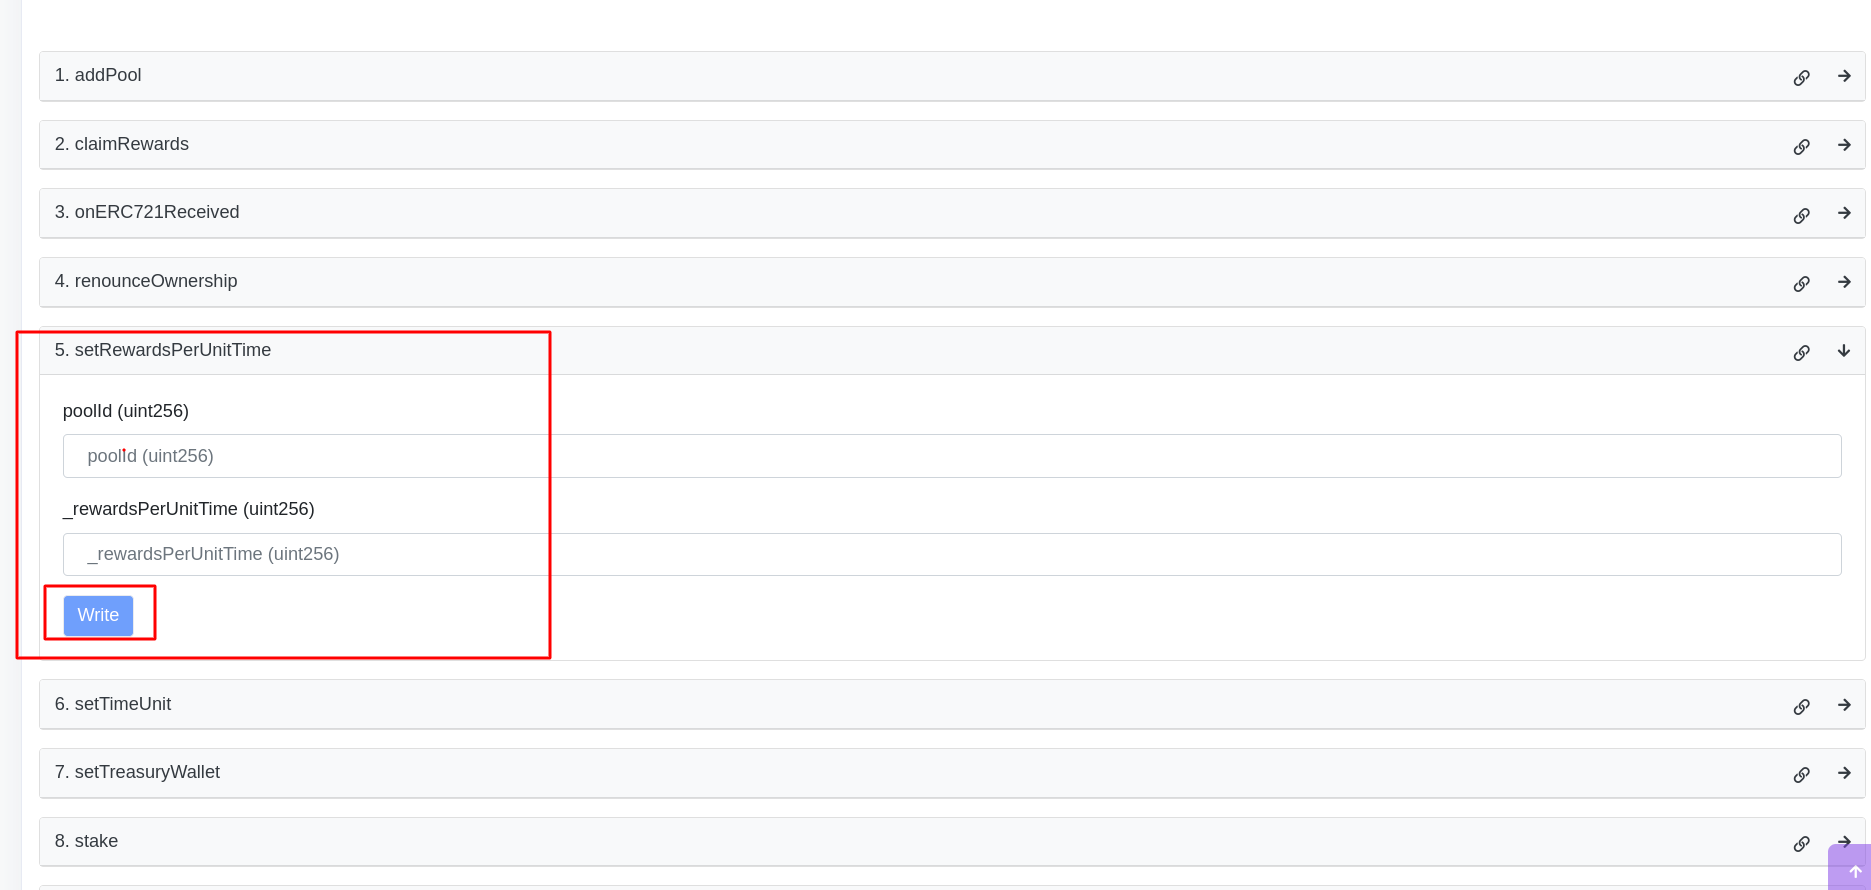 1. addPool
2. claimRewards
3. onERC721Received
4. renounceOwnership
5. setRewardsPerUnitTime
poolId (uint256)
poolId (uint256)
_rewardsPerUnitTime (uint256)
_rewardsPerUnitTime (uint256)
Write
6. setTimeUnit
7. setTreasuryWallet
8. stake